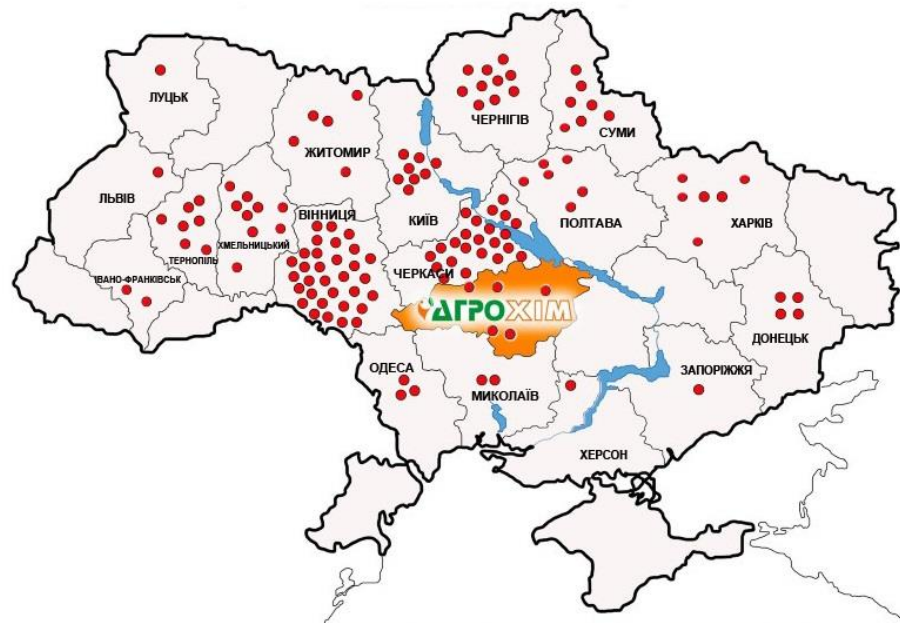 ЛУЦЬК
ЖИТОМИР
ЧЕРНІГІВ
СУМИ
ЛЬВІВ
ТЕРНОПІЛЬ
ХМЕЛЬНИЦЬКИЙ
ВІННИЦЯ
КИЇВ
ПОЛТАВА
ХАРКІВ
ІВАНО-ФРАНКІВСЬК
ЧЕРКАСИ
АГРОХІМ
ДОНЕЦЬК
ОДЕСА
МИКОЛАЇВ
ЗАПОРІЖЖЯ
ХЕРСОН